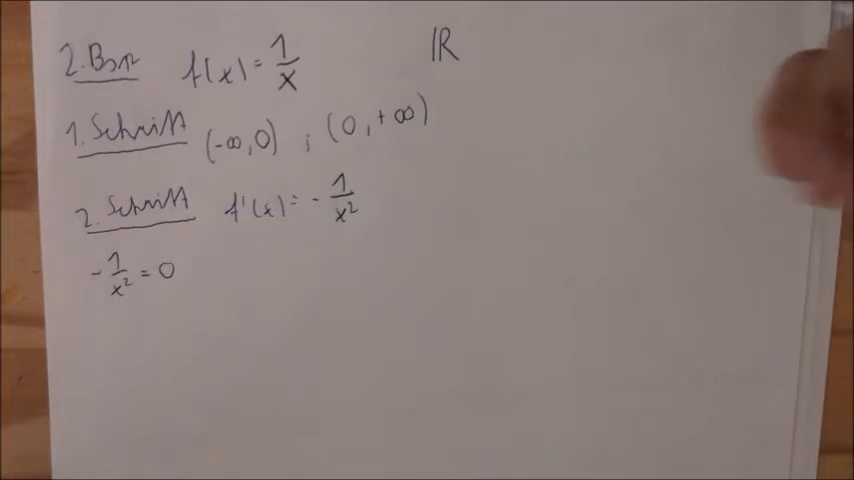 2. Bsp f(x) = 1/x ℝ
1. Schritt (-∞, 0) ; (0, +∞)
2. Schritt f'(x) = - 1/x²
- 1/x² = 0